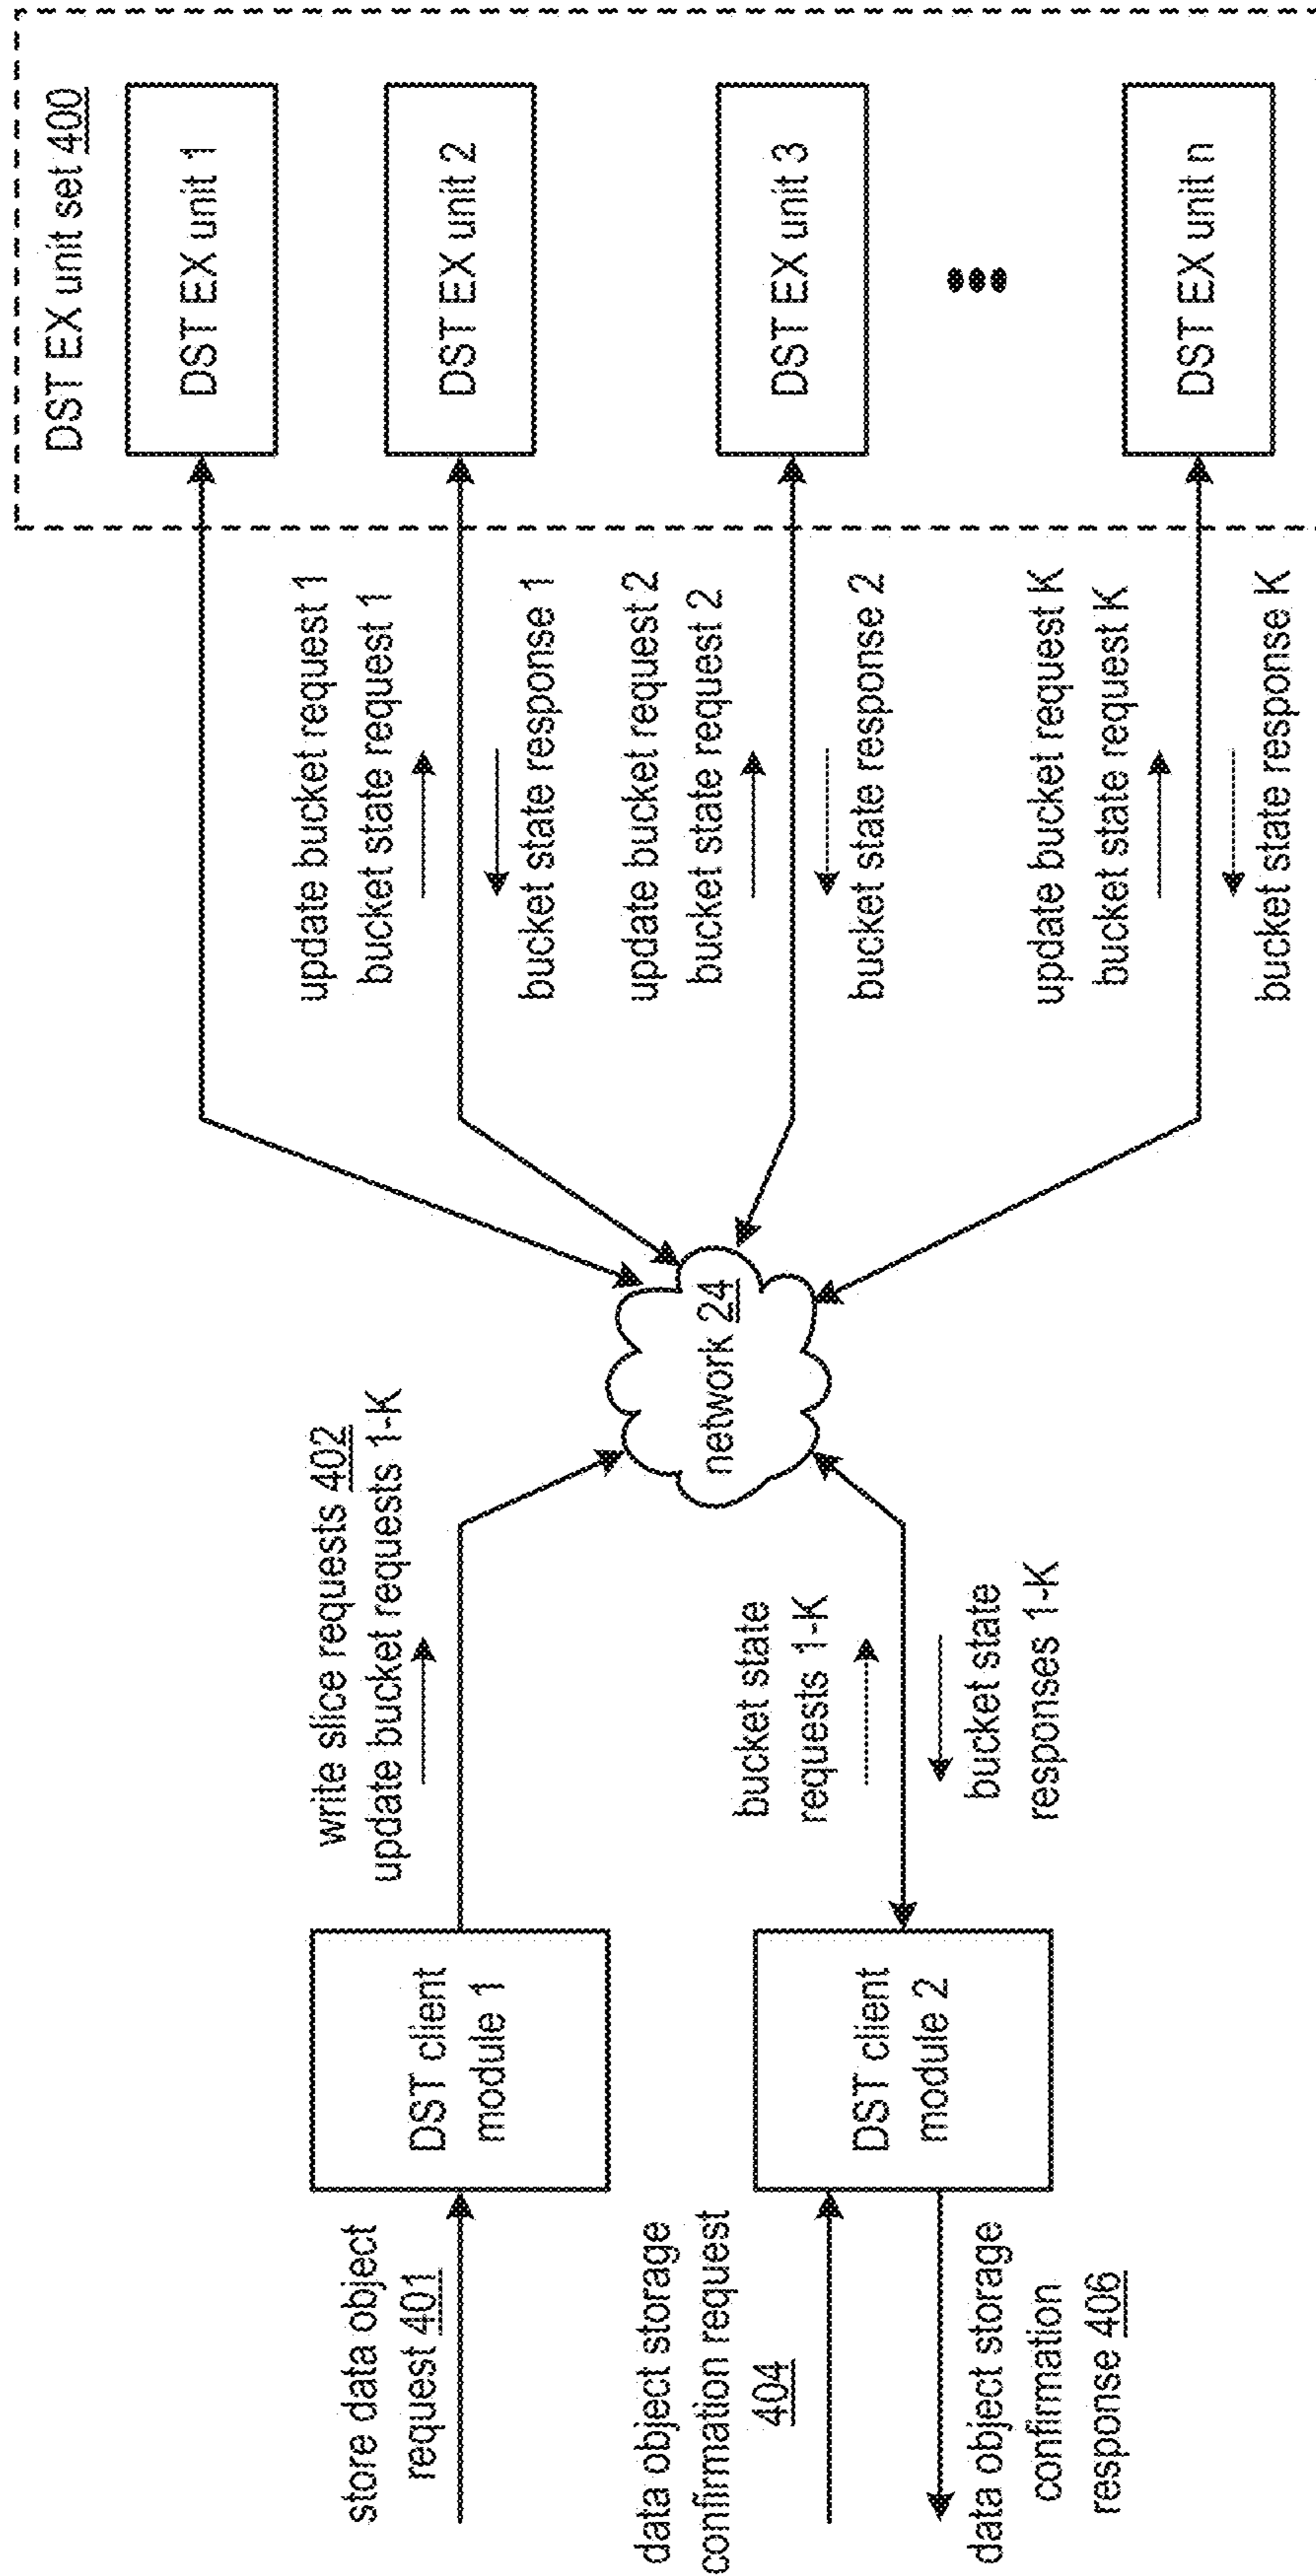 store data object
request 401
data object storage
confirmation request
404
data object storage
confirmation
response 406
DST client
module 1
DST client
module 2
write slice requests 402
update bucket requests 1-K
bucket state
requests 1-K
bucket state
responses 1-K
network 24
update bucket request 1
bucket state request 1
bucket state response 1
update bucket request 2
bucket state request 2
bucket state response 2
update bucket request K
bucket state request K
bucket state response K
DST EX unit set 400
DST EX unit 1
DST EX unit 2
DST EX unit 3
DST EX unit n